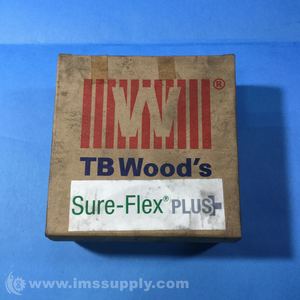 W ®
TB Wood's
Sure-Flex® PLUS+
© www.imssupply.com